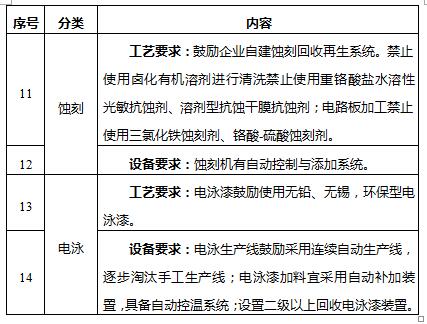 序号 分类 内容
工艺要求：鼓励企业自建蚀刻回收再生系统。禁止
使用卤化有机溶剂进行清洗禁止使用重铬酸盐水溶性
11 蚀刻 光敏抗蚀剂、溶剂型抗蚀干膜抗蚀剂；电路板加工禁止
使用三氯化铁蚀刻剂、铬酸-硫酸蚀刻剂。
12 设备要求：蚀刻机有自动控制与添加系统。
13 工艺要求：电泳漆鼓励使用无铅、无锡，环保型电
泳漆。
电泳 设备要求：电泳生产线鼓励采用连续自动生产线，
14 逐步淘汰手工生产线；电泳漆加料宜采用自动补加装
置，具备自动控温系统；设置二级以上回收电泳漆装置。